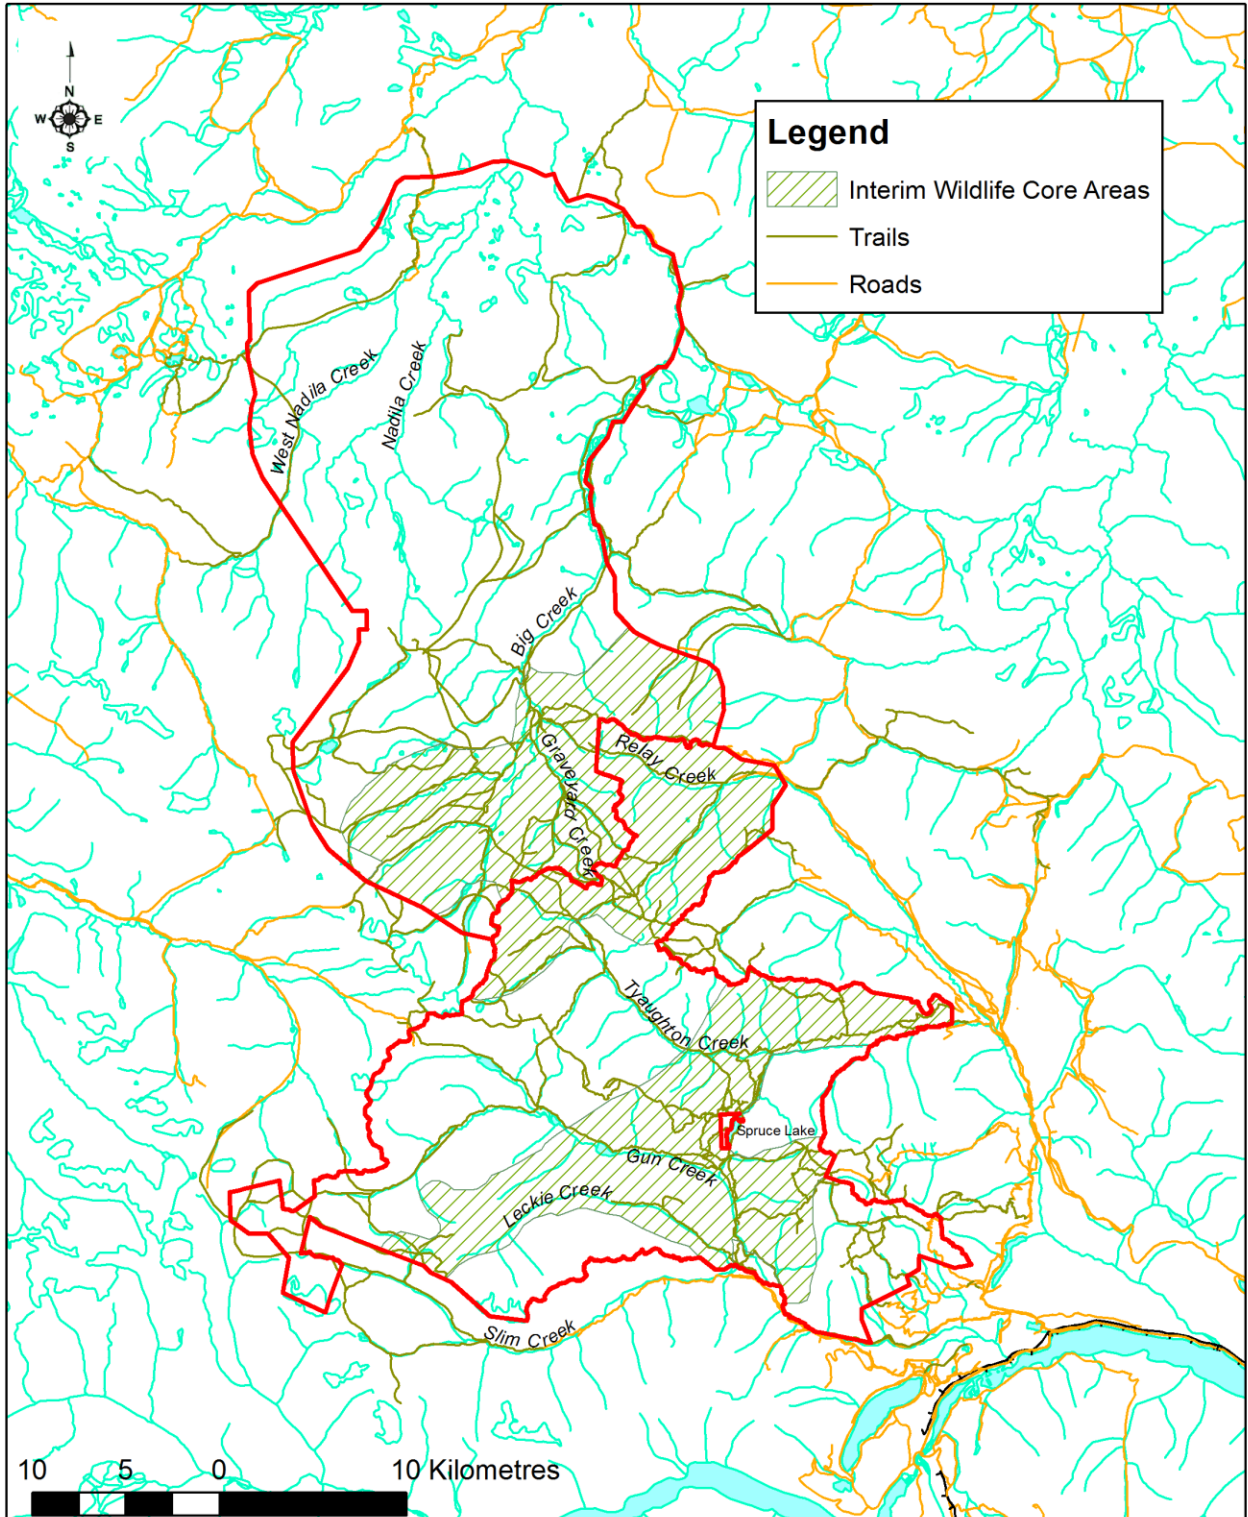 N
W E
S
Legend
Interim Wildlife Core Areas
Trails
Roads
West Nadila Creek
Nadila Creek
Big Creek
Graveyard Creek
Relay Creek
Tyaughton Creek
Spruce Lake
Gun Creek
Leckie Creek
Slim Creek
10 5 0 10 Kilometres